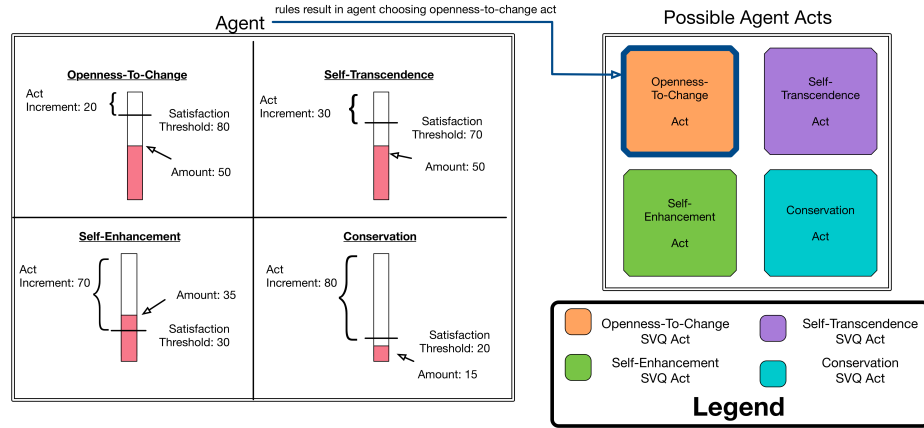 rules result in agent choosing openness-to-change act
Agent
Possible Agent Acts
Openness-To-Change
Act
Increment: 20
Satisfaction
Threshold: 80
Amount: 50
Self-Transcendence
Act
Increment: 30
Satisfaction
Threshold: 70
Amount: 50
Self-Enhancement
Act
Increment: 70
Amount: 35
Satisfaction
Threshold: 30
Conservation
Act
Increment: 80
Satisfaction
Threshold: 20
Amount: 15
Openness-
To-Change
Act
Self-
Transcendence
Act
Self-
Enhancement
Act
Conservation
Act
Openness-To-Change
SVQ Act
Self-Transcendence
SVQ Act
Self-Enhancement
SVQ Act
Conservation
SVQ Act
Legend